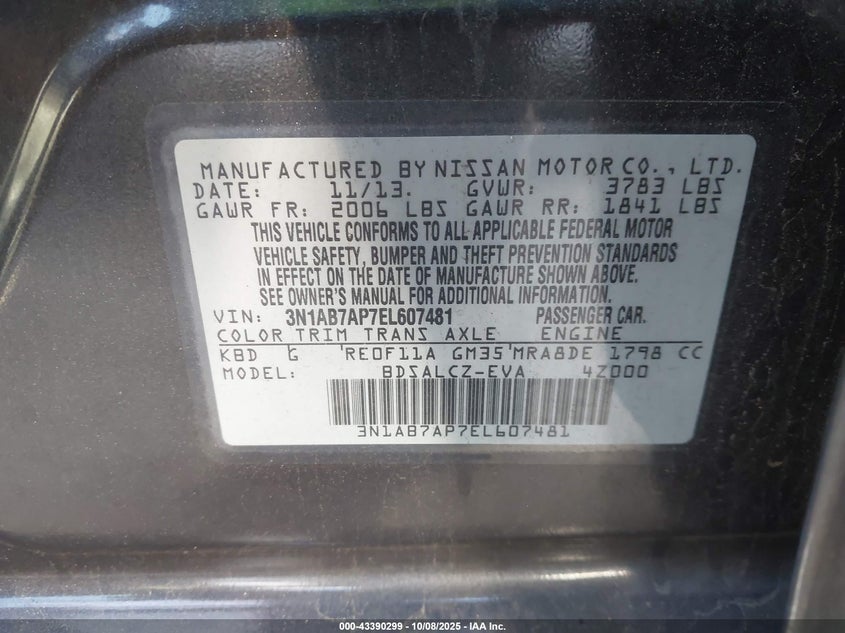 MANUFACTURED BY NISSAN MOTOR CO., LTD.
DATE: 11/13. GVWR: 3783 LBS
GAWR FR: 2006 LBS GAWR RR: 1841 LBS
THIS VEHICLE CONFORMS TO ALL APPLICABLE FEDERAL MOTOR
VEHICLE SAFETY, BUMPER AND THEFT PREVENTION STANDARDS
IN EFFECT ON THE DATE OF MANUFACTURE SHOWN ABOVE.
SEE OWNER'S MANUAL FOR ADDITIONAL INFORMATION.
VIN: 3N1AB7AP7EL607481 PASSENGER CAR.
COLOR TRIM TRANS AXLE ENGINE
KBD G RE0F11A GM35 MRA8DE 1798 CC
MODEL: BDSALCZ-EVA 4Z000
3N1AB7AP7EL607481
000-43390299 - 10/08/2025 - IAA Inc.